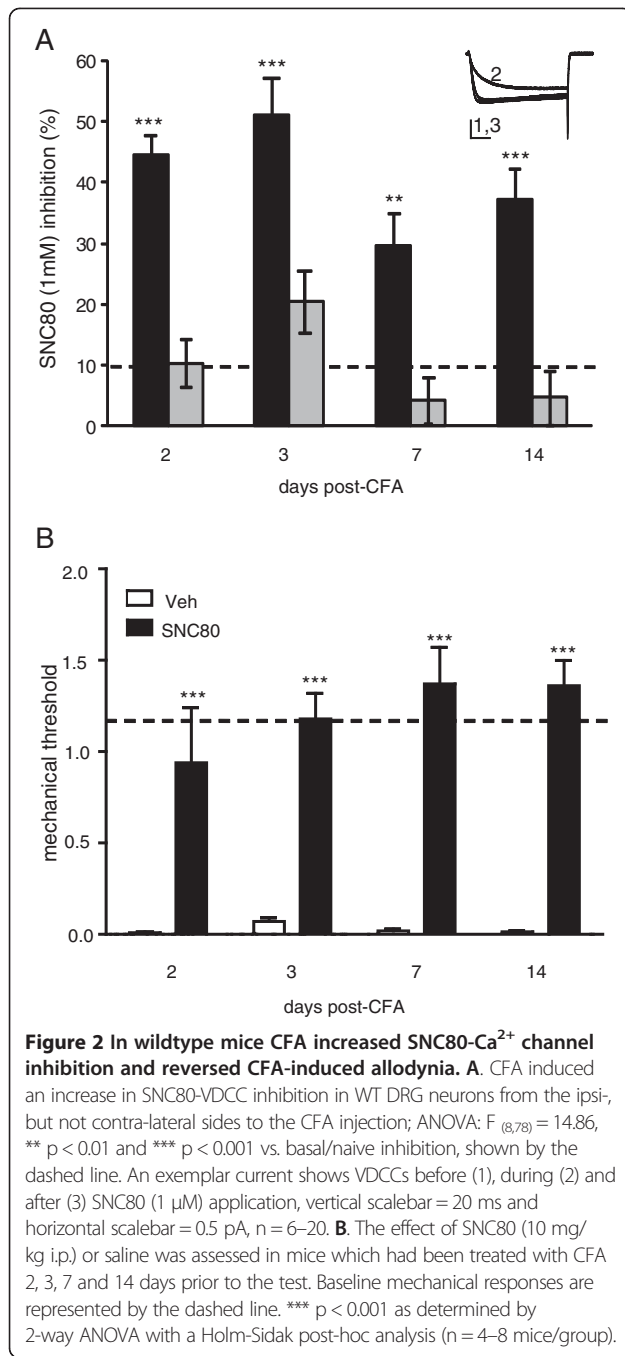 A
60
50
40
30
20
10
0
SNC80 (1mM) inhibition (%)
***
***
**
***
2
1,3
2
3
7
14
days post-CFA
B
2.0
1.5
1.0
0.5
0.0
mechanical threshold
Veh
SNC80
***
***
***
***
2
3
7
14
days post-CFA
Figure 2 In wildtype mice CFA increased SNC80-Ca²⁺ channel
inhibition and reversed CFA-induced allodynia. A. CFA induced
an increase in SNC80-VDCC inhibition in WT DRG neurons from the ipsi-,
but not contra-lateral sides to the CFA injection; ANOVA: F (8,78) = 14.86,
** p < 0.01 and *** p < 0.001 vs. basal/naive inhibition, shown by the
dashed line. An exemplar current shows VDCCs before (1), during (2) and
after (3) SNC80 (1 μM) application, vertical scalebar = 20 ms and
horizontal scalebar = 0.5 pA, n = 6–20. B. The effect of SNC80 (10 mg/
kg i.p.) or saline was assessed in mice which had been treated with CFA
2, 3, 7 and 14 days prior to the test. Baseline mechanical responses are
represented by the dashed line. *** p < 0.001 as determined by
2-way ANOVA with a Holm-Sidak post-hoc analysis (n = 4–8 mice/group).